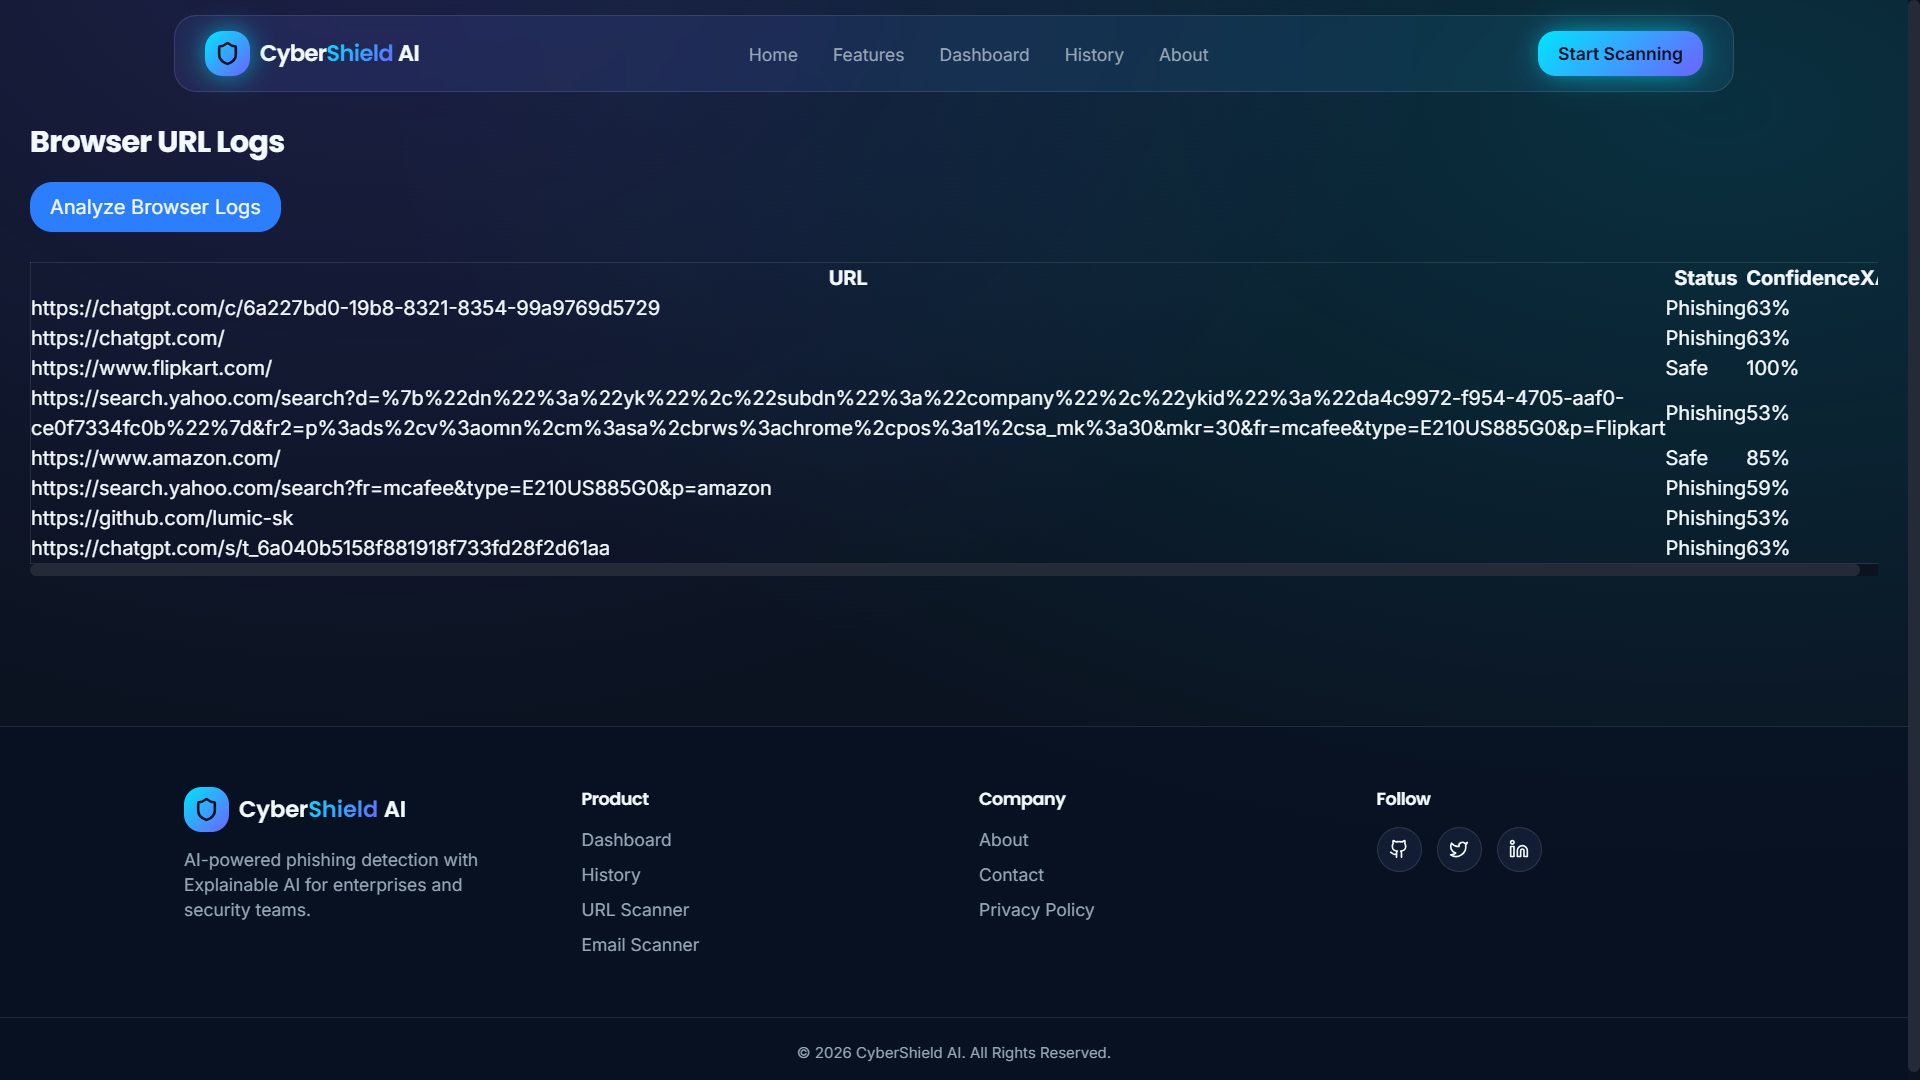 CyberShield AI
Home Features Dashboard History About
Start Scanning
Browser URL Logs
Analyze Browser Logs
URL Status Confidence
https://chatgpt.com/c/6a227bd0-19b8-8321-8354-99a9769d5729 Phishing 63%
https://chatgpt.com/ Phishing 63%
https://www.flipkart.com/ Safe 100%
https://search.yahoo.com/search?d=%7b%22dn%22%3a%22yk%22%2c%22subdn%22%3a%22company%22%2c%22ykid%22%3a%22da4c9972-f954-4705-aaf0-
ce0f7334fc0b%22%7d&fr2=p%3ads%2cv%3aomn%2cm%3asa%2cbrws%3achrome%2cpos%3a1%2csa_mk%3a30&mkr=30&fr=mcafee&type=E210US885G0&p=Flipkart Phishing 53%
https://www.amazon.com/ Safe 85%
https://search.yahoo.com/search?fr=mcafee&type=E210US885G0&p=amazon Phishing 59%
https://github.com/lumic-sk Phishing 53%
https://chatgpt.com/s/t_6a040b5158f881918f733fd28f2d61aa Phishing 63%
CyberShield AI
AI-powered phishing detection with
Explainable AI for enterprises and
security teams.
Product
Dashboard
History
URL Scanner
Email Scanner
Company
About
Contact
Privacy Policy
Follow
© 2026 CyberShield AI. All Rights Reserved.